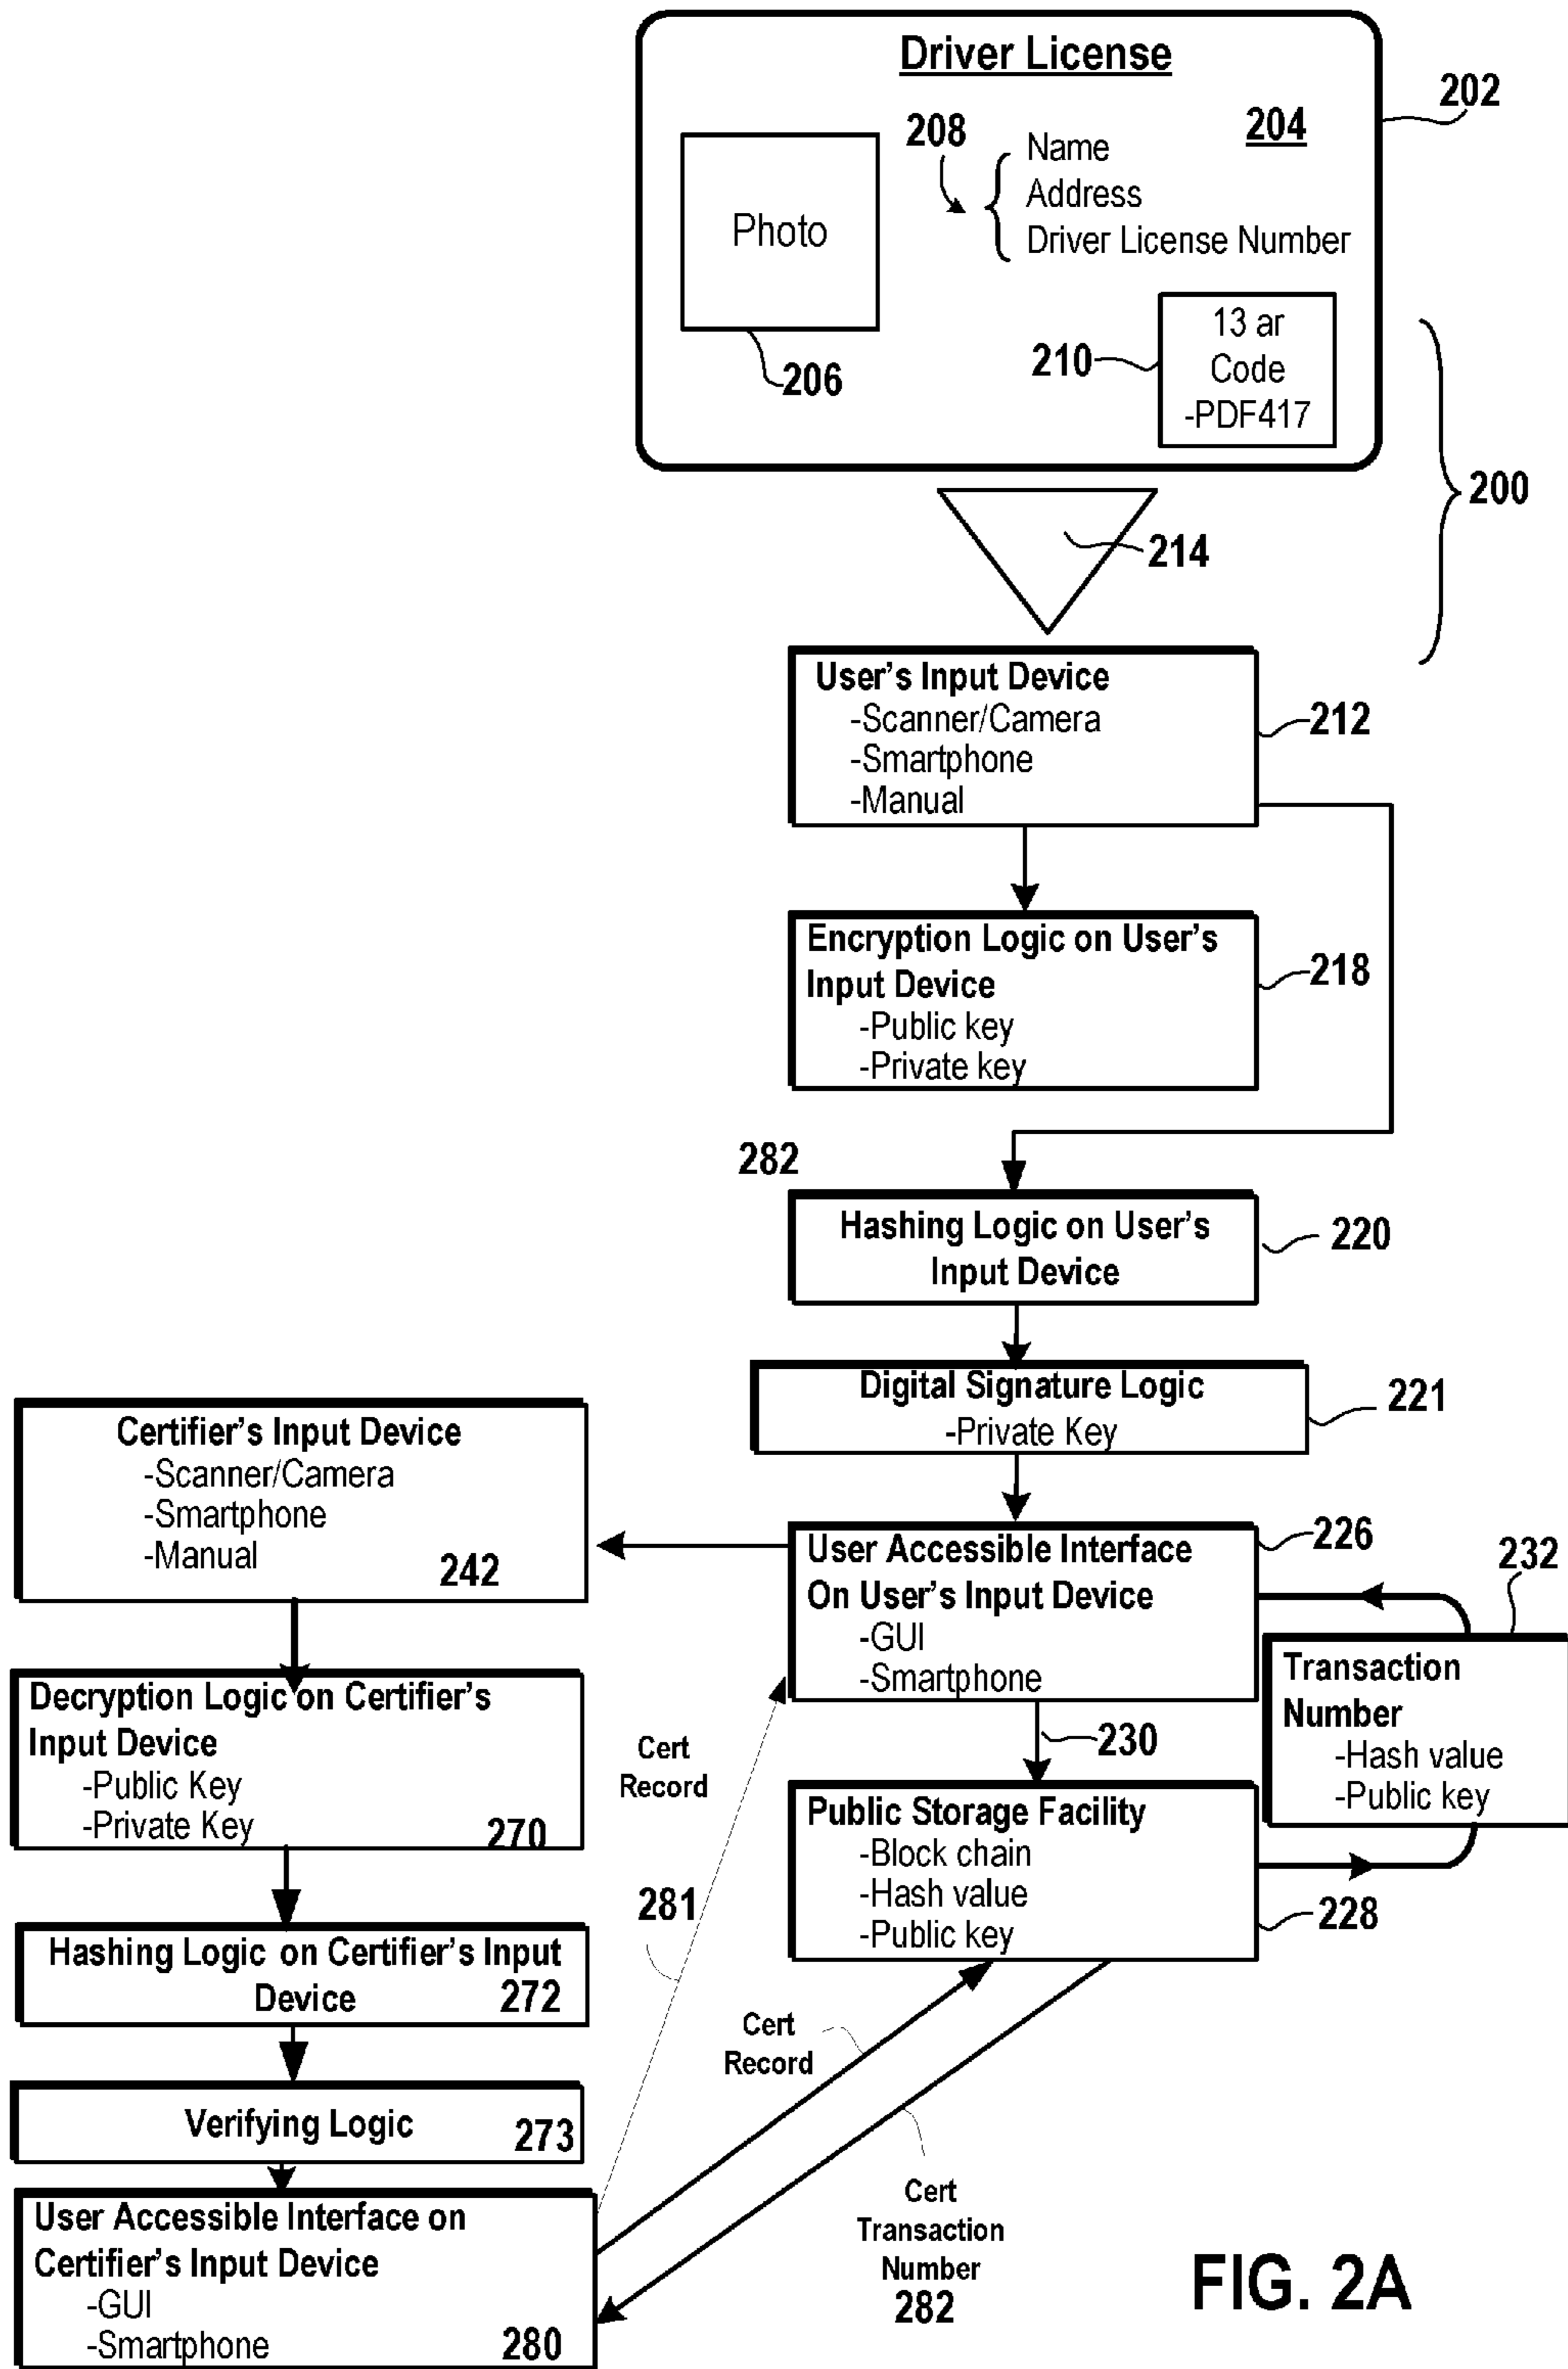 Driver License
202
204
208
Name
Address
Driver License Number
Photo
206
210
13 ar
Code
-PDF417
200
214
User's Input Device
-Scanner/Camera
-Smartphone
-Manual
212
Encryption Logic on User's
Input Device
-Public key
-Private key
218
282
Hashing Logic on User's
Input Device
220
Digital Signature Logic
-Private Key
221
Certifier's Input Device
-Scanner/Camera
-Smartphone
-Manual
242
User Accessible Interface
On User's Input Device
-GUI
-Smartphone
226
232
Transaction
Number
-Hash value
-Public key
230
Decryption Logic on Certifier's
Input Device
-Public Key
-Private Key
270
Cert
Record
281
Public Storage Facility
-Block chain
-Hash value
-Public key
228
Hashing Logic on Certifier's Input
Device
272
Cert
Record
Verifying Logic
273
User Accessible Interface on
Certifier's Input Device
-GUI
-Smartphone
280
Cert
Transaction
Number
282
FIG. 2A